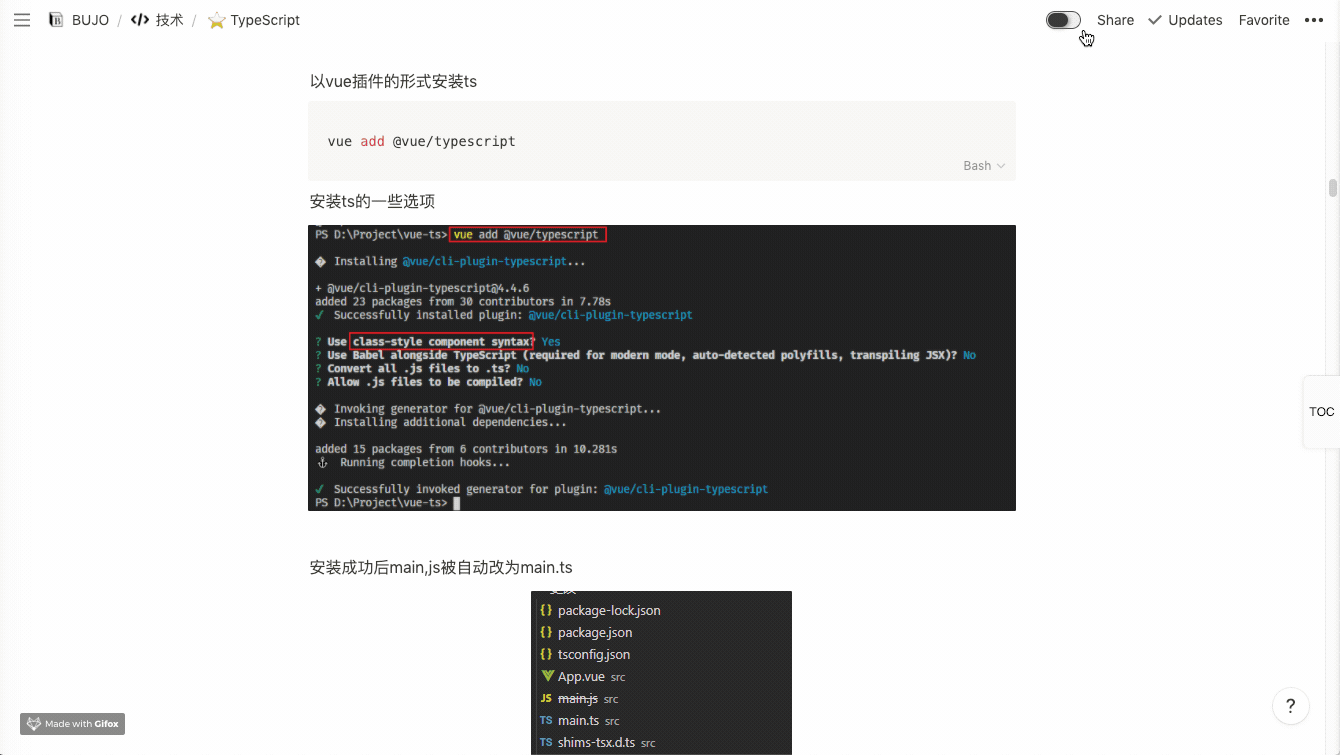 BUJO / </> 技术 / TypeScript
Share Updates Favorite •••
以vue插件的形式安装ts
vue add @vue/typescript
Bash
安装ts的一些选项
PS D:\Project\vue-ts> vue add @vue/typescript
� Installing @vue/cli-plugin-typescript...
+ @vue/cli-plugin-typescript@4.4.6
added 23 packages from 30 contributors in 7.78s
✓ Successfully installed plugin: @vue/cli-plugin-typescript
? Use class-style component syntax? Yes
? Use Babel alongside TypeScript (required for modern mode, auto-detected polyfills, transpiling JSX)? No
? Convert all .js files to .ts? No
? Allow .js files to be compiled? No
� Invoking generator for @vue/cli-plugin-typescript...
� Installing additional dependencies...
added 15 packages from 6 contributors in 10.281s
⚓ Running completion hooks...
✓ Successfully invoked generator for plugin: @vue/cli-plugin-typescript
PS D:\Project\vue-ts>
TOC
安装成功后main,js被自动改为main.ts
{} package-lock.json
{} package.json
{} tsconfig.json
App.vue src
JS main.js src
TS main.ts src
TS shims-tsx.d.ts src
?
Made with Gifox